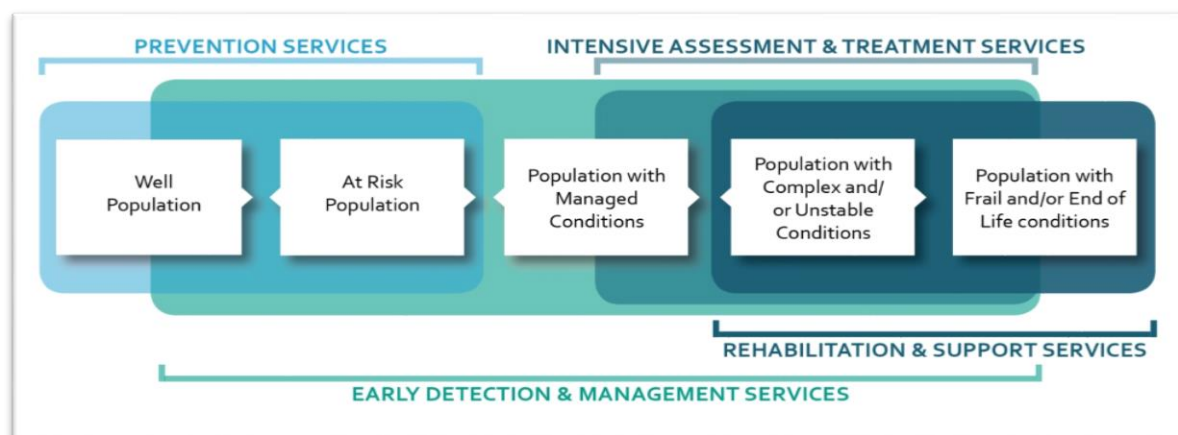 PREVENTION SERVICES
INTENSIVE ASSESSMENT & TREATMENT SERVICES
Well
Population
At Risk
Population
Population with
Managed
Conditions
Population with
Complex and/
or Unstable
Conditions
Population with
Frail and/or End of
Life conditions
REHABILITATION & SUPPORT SERVICES
EARLY DETECTION & MANAGEMENT SERVICES